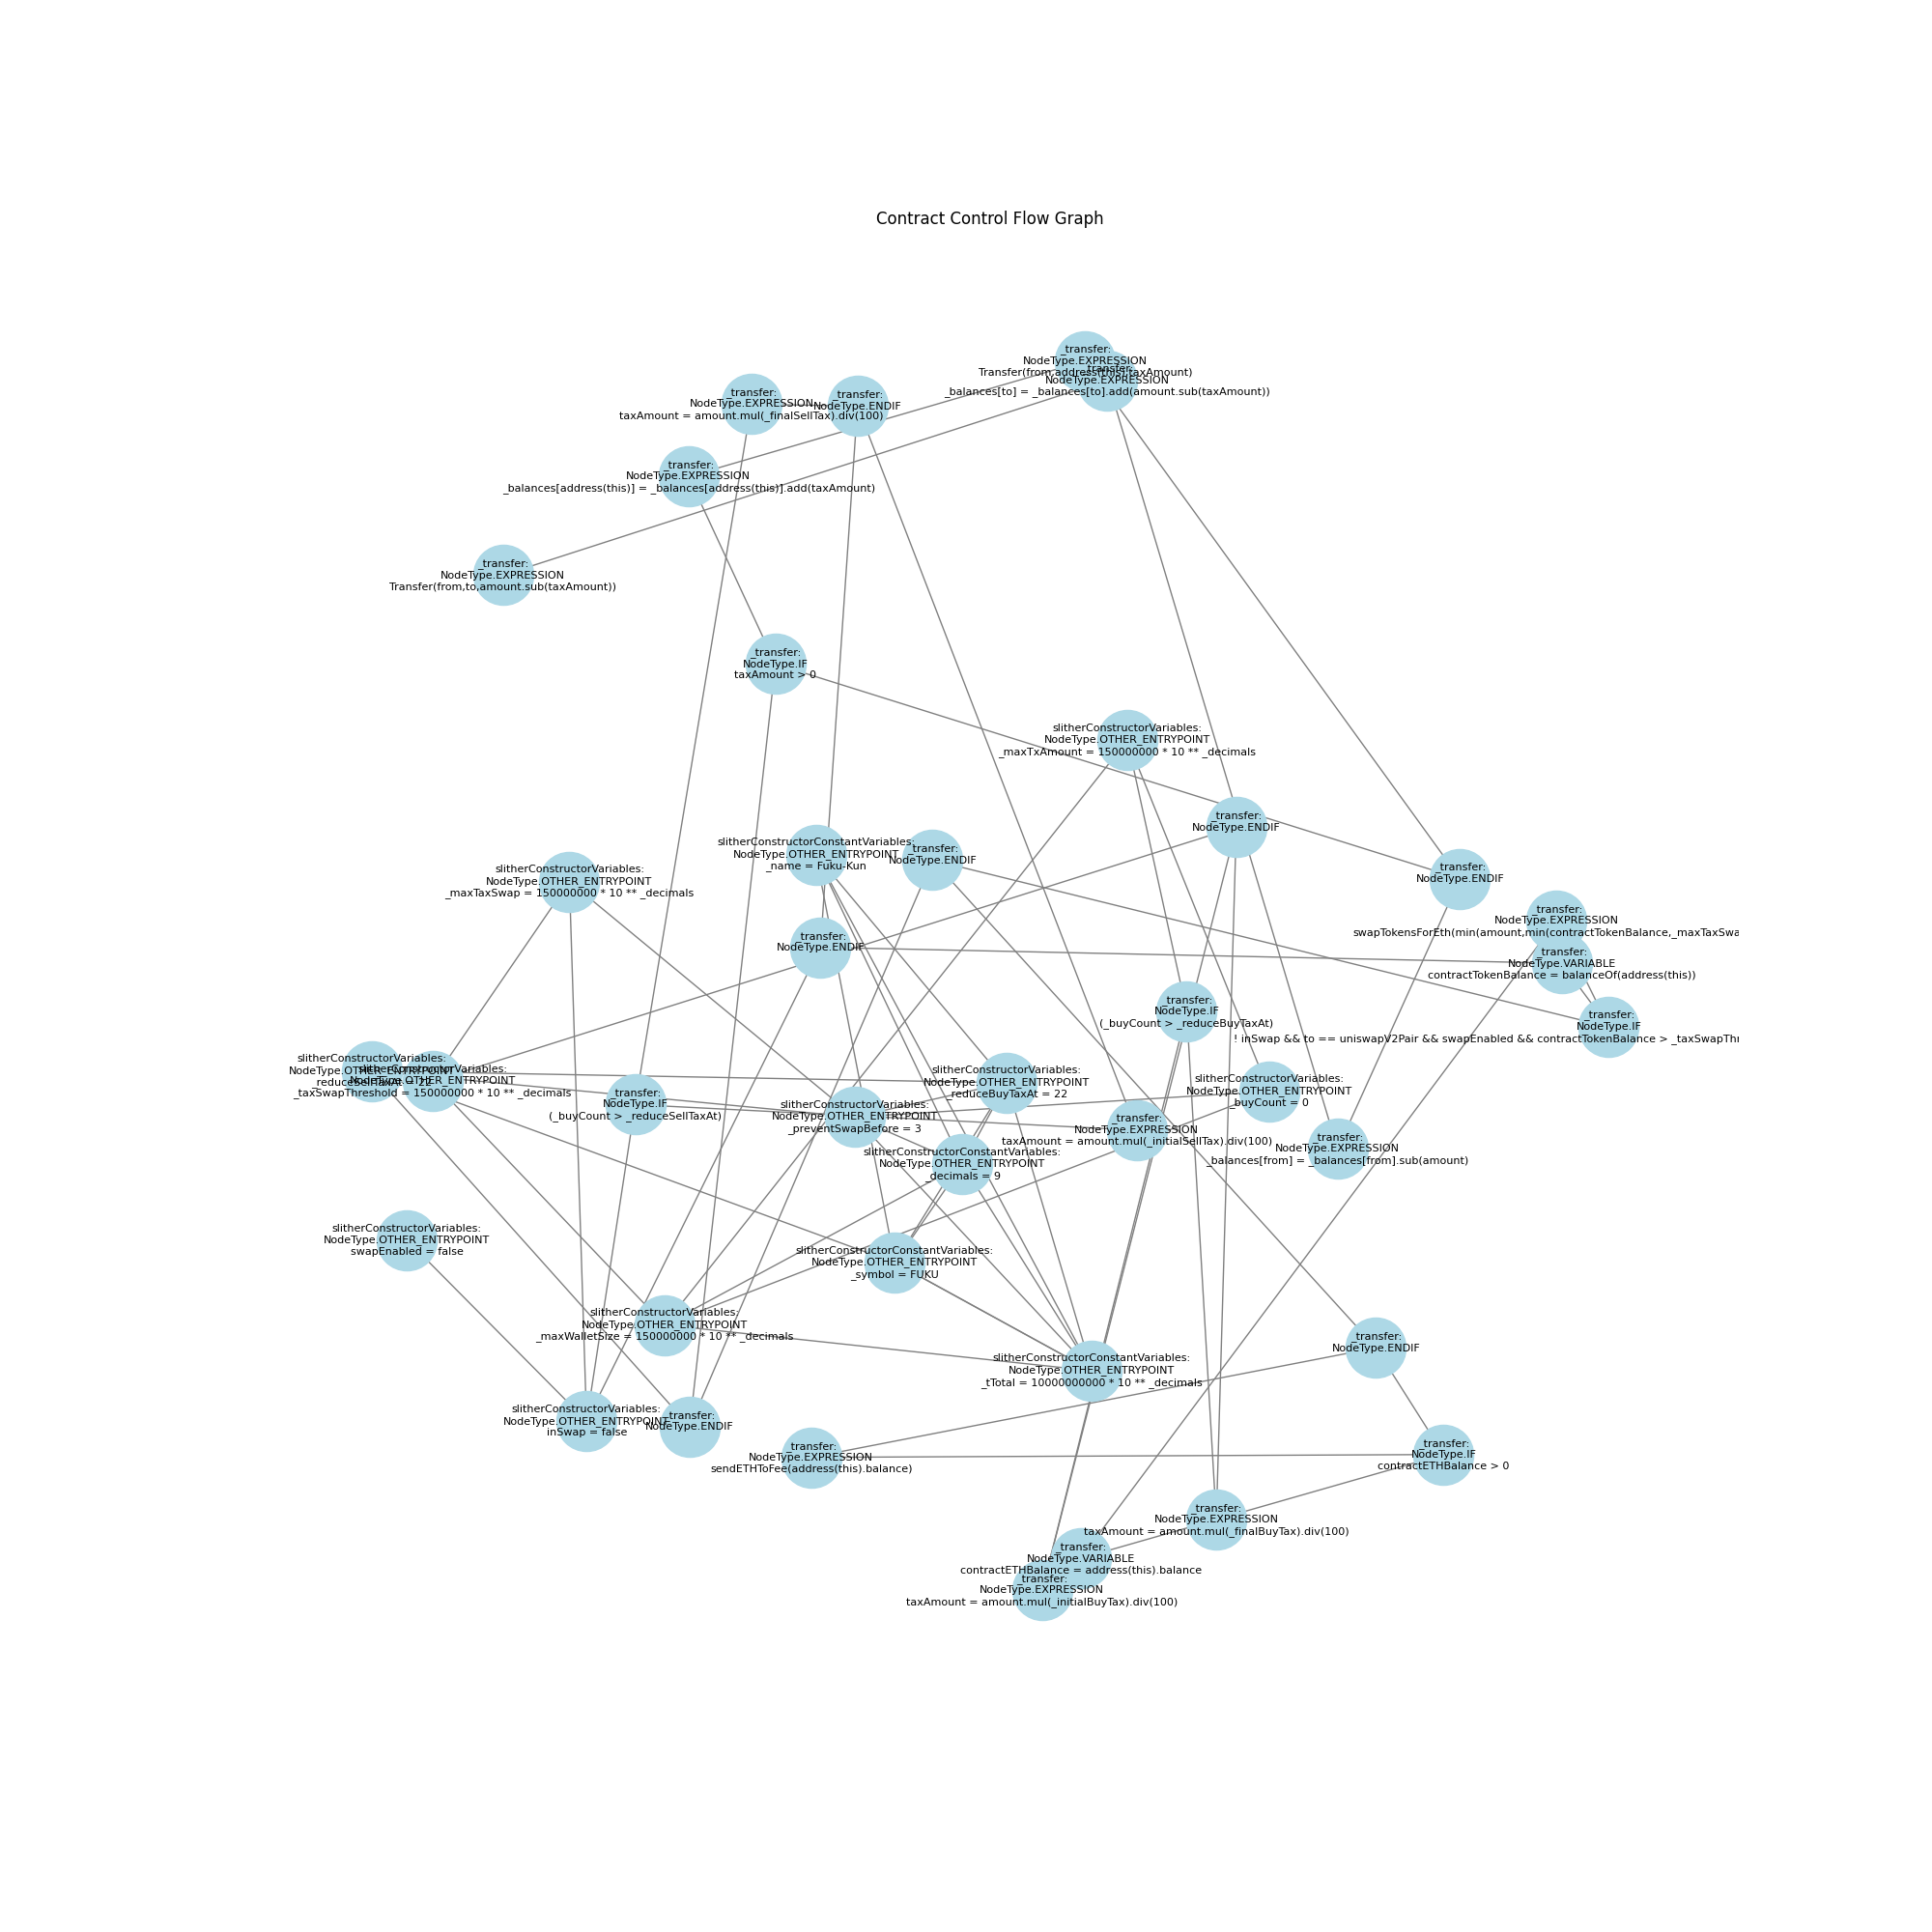 Contract Control Flow Graph
_transfer:
NodeType.EXPRESSION
Transfer(from,address(this),taxAmount)
_transfer:
NodeType.EXPRESSION
_balances[to] = _balances[to].add(amount.sub(taxAmount))
_transfer:
NodeType.EXPRESSION
taxAmount = amount.mul(_finalSellTax).div(100)
_transfer:
NodeType.ENDIF
_transfer:
NodeType.EXPRESSION
_balances[address(this)] = _balances[address(this)].add(taxAmount)
_transfer:
NodeType.EXPRESSION
Transfer(from,to,amount.sub(taxAmount))
_transfer:
NodeType.IF
taxAmount > 0
slitherConstructorVariables:
NodeType.OTHER_ENTRYPOINT
_maxTxAmount = 150000000 * 10 ** _decimals
_transfer:
NodeType.ENDIF
slitherConstructorConstantVariables:
NodeType.OTHER_ENTRYPOINT
_name = Fuku-Kun
_transfer:
NodeType.ENDIF
slitherConstructorVariables:
NodeType.OTHER_ENTRYPOINT
_maxTaxSwap = 150000000 * 10 ** _decimals
_transfer:
NodeType.ENDIF
_transfer:
NodeType.EXPRESSION
swapTokensForEth(min(amount,min(contractTokenBalance,_maxTaxSwa
_transfer:
NodeType.ENDIF
_transfer:
NodeType.VARIABLE
contractTokenBalance = balanceOf(address(this))
_transfer:
NodeType.IF
(_buyCount > _reduceBuyTaxAt)
_transfer:
NodeType.IF
! inSwap && to == uniswapV2Pair && swapEnabled && contractTokenBalance > _taxSwapThr
slitherConstructorVariables:
NodeType.OTHER_ENTRYPOINT
_reduceSellTaxAt = 22
slitherConstructorVariables:
NodeType.OTHER_ENTRYPOINT
_taxSwapThreshold = 150000000 * 10 ** _decimals
slitherConstructorVariables:
NodeType.OTHER_ENTRYPOINT
_reduceBuyTaxAt = 22
slitherConstructorVariables:
NodeType.OTHER_ENTRYPOINT
_buyCount = 0
_transfer:
NodeType.IF
(_buyCount > _reduceSellTaxAt)
slitherConstructorVariables:
NodeType.OTHER_ENTRYPOINT
_preventSwapBefore = 3
_transfer:
NodeType.EXPRESSION
taxAmount = amount.mul(_initialSellTax).div(100)
_transfer:
NodeType.EXPRESSION
_balances[from] = _balances[from].sub(amount)
slitherConstructorConstantVariables:
NodeType.OTHER_ENTRYPOINT
_decimals = 9
slitherConstructorVariables:
NodeType.OTHER_ENTRYPOINT
swapEnabled = false
slitherConstructorConstantVariables:
NodeType.OTHER_ENTRYPOINT
_symbol = FUKU
slitherConstructorVariables:
NodeType.OTHER_ENTRYPOINT
_maxWalletSize = 150000000 * 10 ** _decimals
_transfer:
NodeType.ENDIF
slitherConstructorConstantVariables:
NodeType.OTHER_ENTRYPOINT
_tTotal = 10000000000 * 10 ** _decimals
slitherConstructorVariables:
NodeType.OTHER_ENTRYPOINT
inSwap = false
_transfer:
NodeType.ENDIF
_transfer:
NodeType.EXPRESSION
sendETHToFee(address(this).balance)
_transfer:
NodeType.IF
contractETHBalance > 0
_transfer:
NodeType.EXPRESSION
taxAmount = amount.mul(_finalBuyTax).div(100)
_transfer:
NodeType.VARIABLE
contractETHBalance = address(this).balance
_transfer:
NodeType.EXPRESSION
taxAmount = amount.mul(_initialBuyTax).div(100)